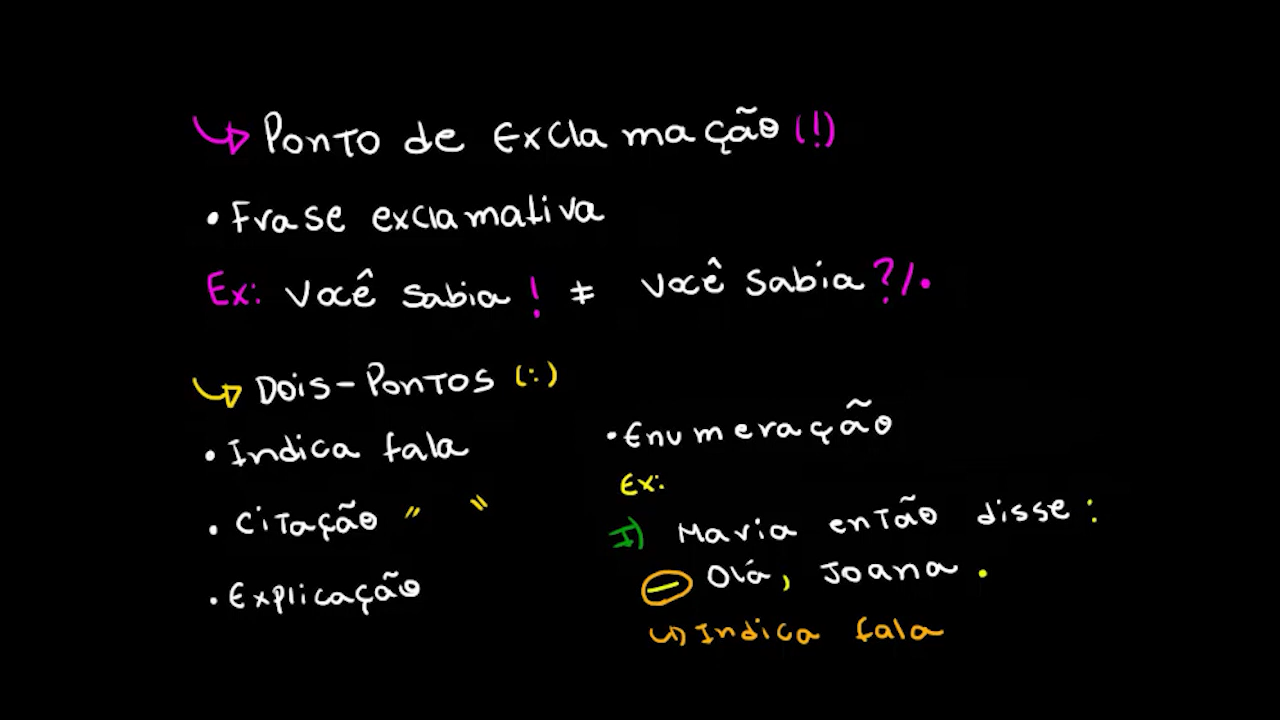 Ponto de Exclamação (!)
• Frase exclamativa
Ex: Você sabia ! ≠ Você sabia ?/.
Dois-Pontos (:)
• Indica fala
• Citação " "
• Explicação
• Enumeração
Ex:
I) Maria então disse :
– Olá, Joana .
Indica fala